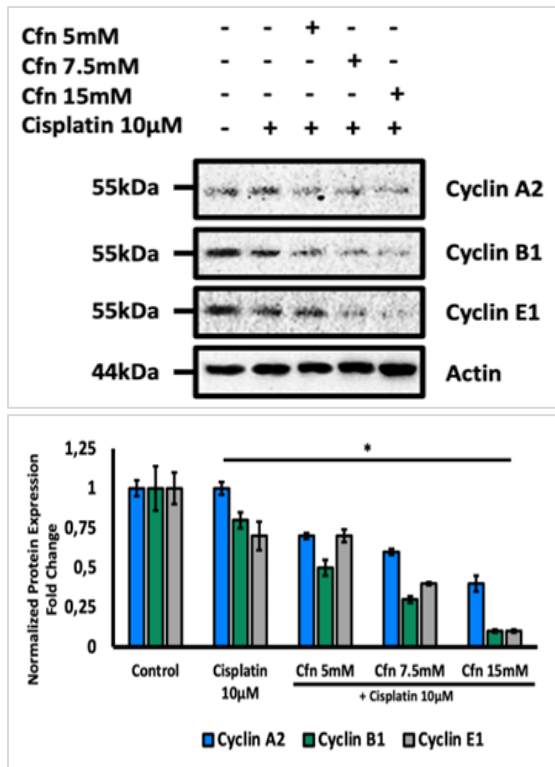 Cfn 5mM - - + - -
Cfn 7.5mM - - - + -
Cfn 15mM - - - - +
Cisplatin 10µM - + + + +
55kDa Cyclin A2
55kDa Cyclin B1
55kDa Cyclin E1
44kDa Actin
Normalized Protein Expression
Fold Change
1,25
1
0,75
0,5
0,25
0
*
Control Cisplatin Cfn 5mM Cfn 7.5mM Cfn 15mM
10µM + Cisplatin 10µM
Cyclin A2 Cyclin B1 Cyclin E1